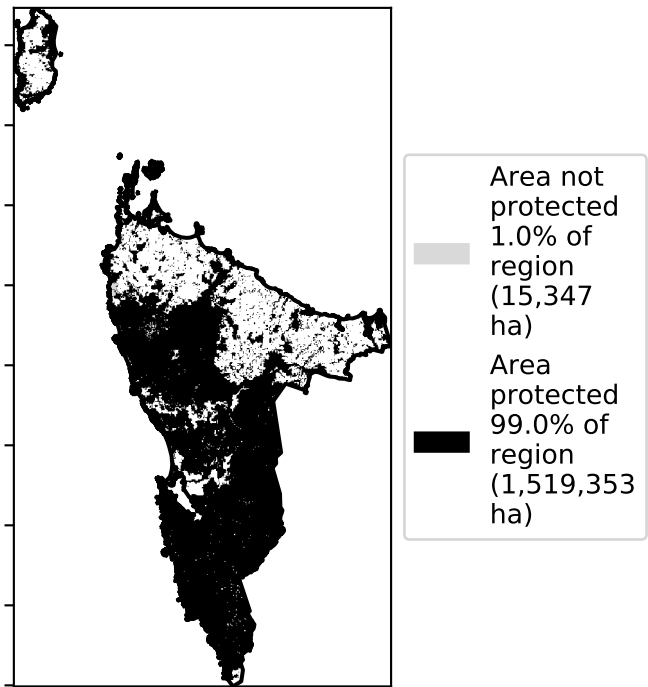 Area not
protected
1.0% of
region
(15,347
ha)
Area
protected
99.0% of
region
(1,519,353
ha)